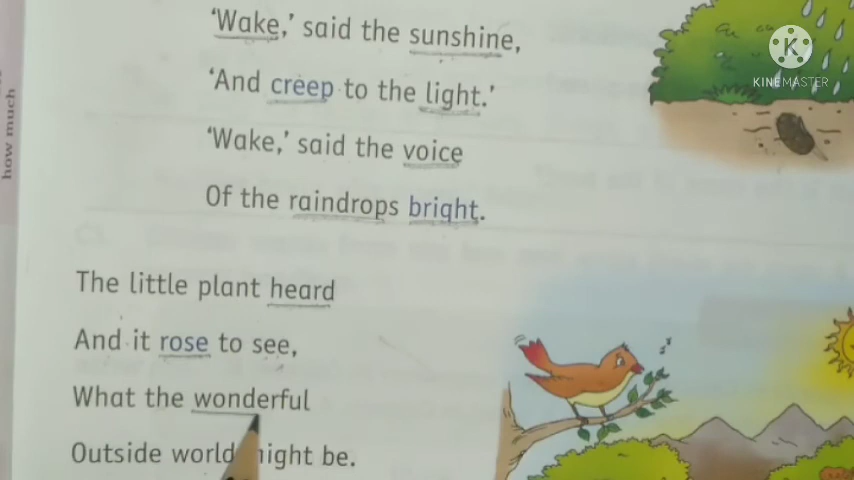 'Wake,' said the sunshine,
'And creep to the light.'
'Wake,' said the voice
Of the raindrops bright.
The little plant heard
And it rose to see,
What the wonderful
Outside world might be.
how much
KINEMASTER